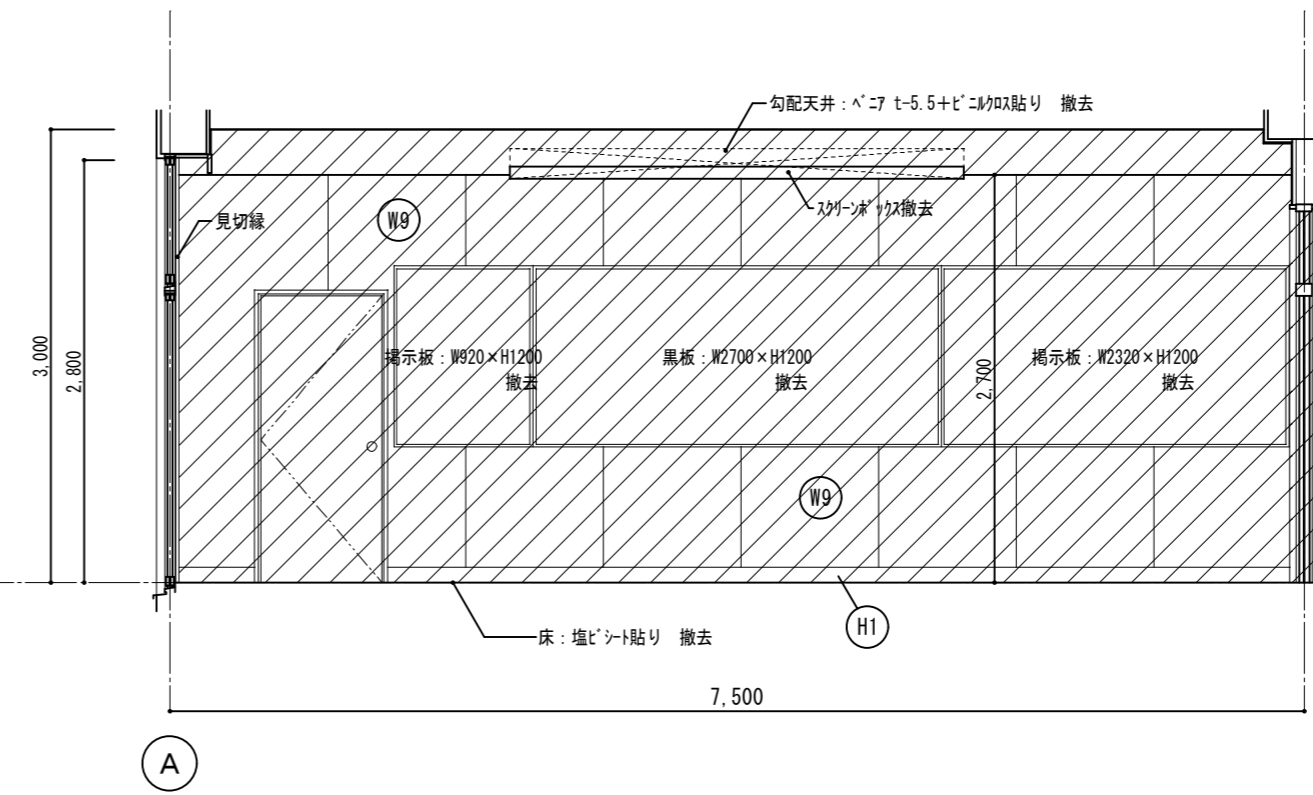 勾配天井：ﾍﾞﾆｱ t-5.5+ﾋﾞﾆﾙｸﾛｽ貼り　撤去
ｽｸﾘｰﾝﾎﾞｯｸｽ撤去
見切縁
W9
3,000
2,800
掲示板：W920×H1200
撤去
黒板：W2700×H1200
撤去
2,700
掲示板：W2320×H1200
撤去
W9
床：塩ﾋﾞｼｰﾄ貼り　撤去
H1
7,500
A